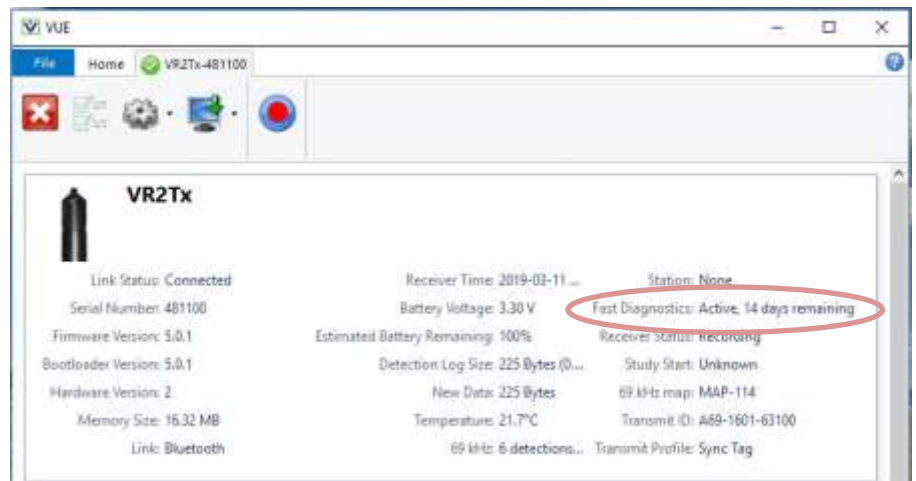 VUE
File Home VR2Tx-481100
VR2Tx
Link Status: Connected
Serial Number: 481100
Firmware Version: 5.0.1
Bootloader Version: 5.0.1
Hardware Version: 2
Memory Size: 16.32 MB
Link: Bluetooth
Receiver Time: 2019-03-11 ...
Battery Voltage: 3.30 V
Estimated Battery Remaining: 100%
Detection Log Size: 225 Bytes (0...
New Data: 225 Bytes
Temperature: 21.7°C
69 kHz: 6 detections...
Station: None
Fast Diagnostics: Active, 14 days remaining
Receiver Status: Recording
Study Start: Unknown
69 kHz map: MAP-114
Transmit ID: A69-1601-63100
Transmit Profile: Sync Tag